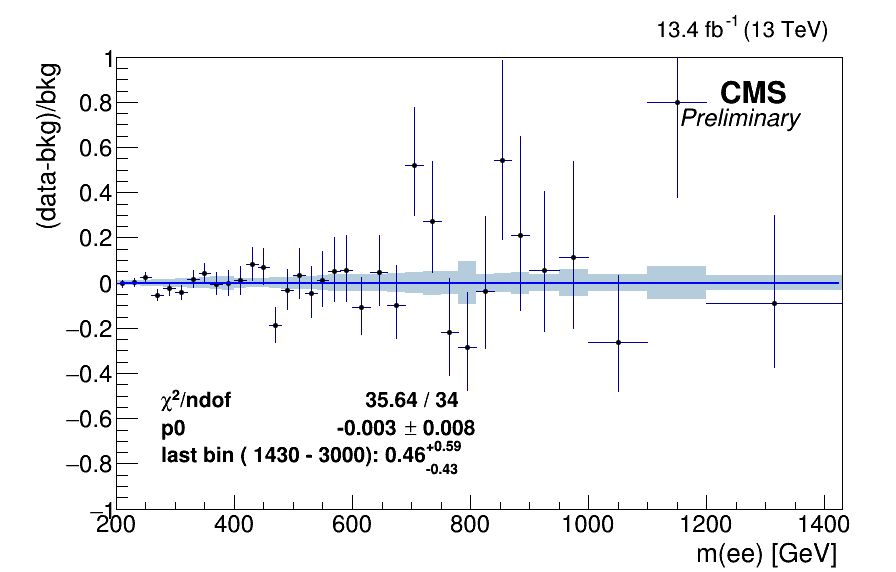 13.4 fb⁻¹ (13 TeV)
(data-bkg)/bkg
1
0.8
0.6
0.4
0.2
0
−0.2
−0.4
−0.6
−0.8
−1
CMS
Preliminary
χ²/ndof 35.64 / 34
p0 -0.003 ± 0.008
last bin ( 1430 - 3000): 0.46 +0.59 -0.43
200 400 600 800 1000 1200 1400
m(ee) [GeV]